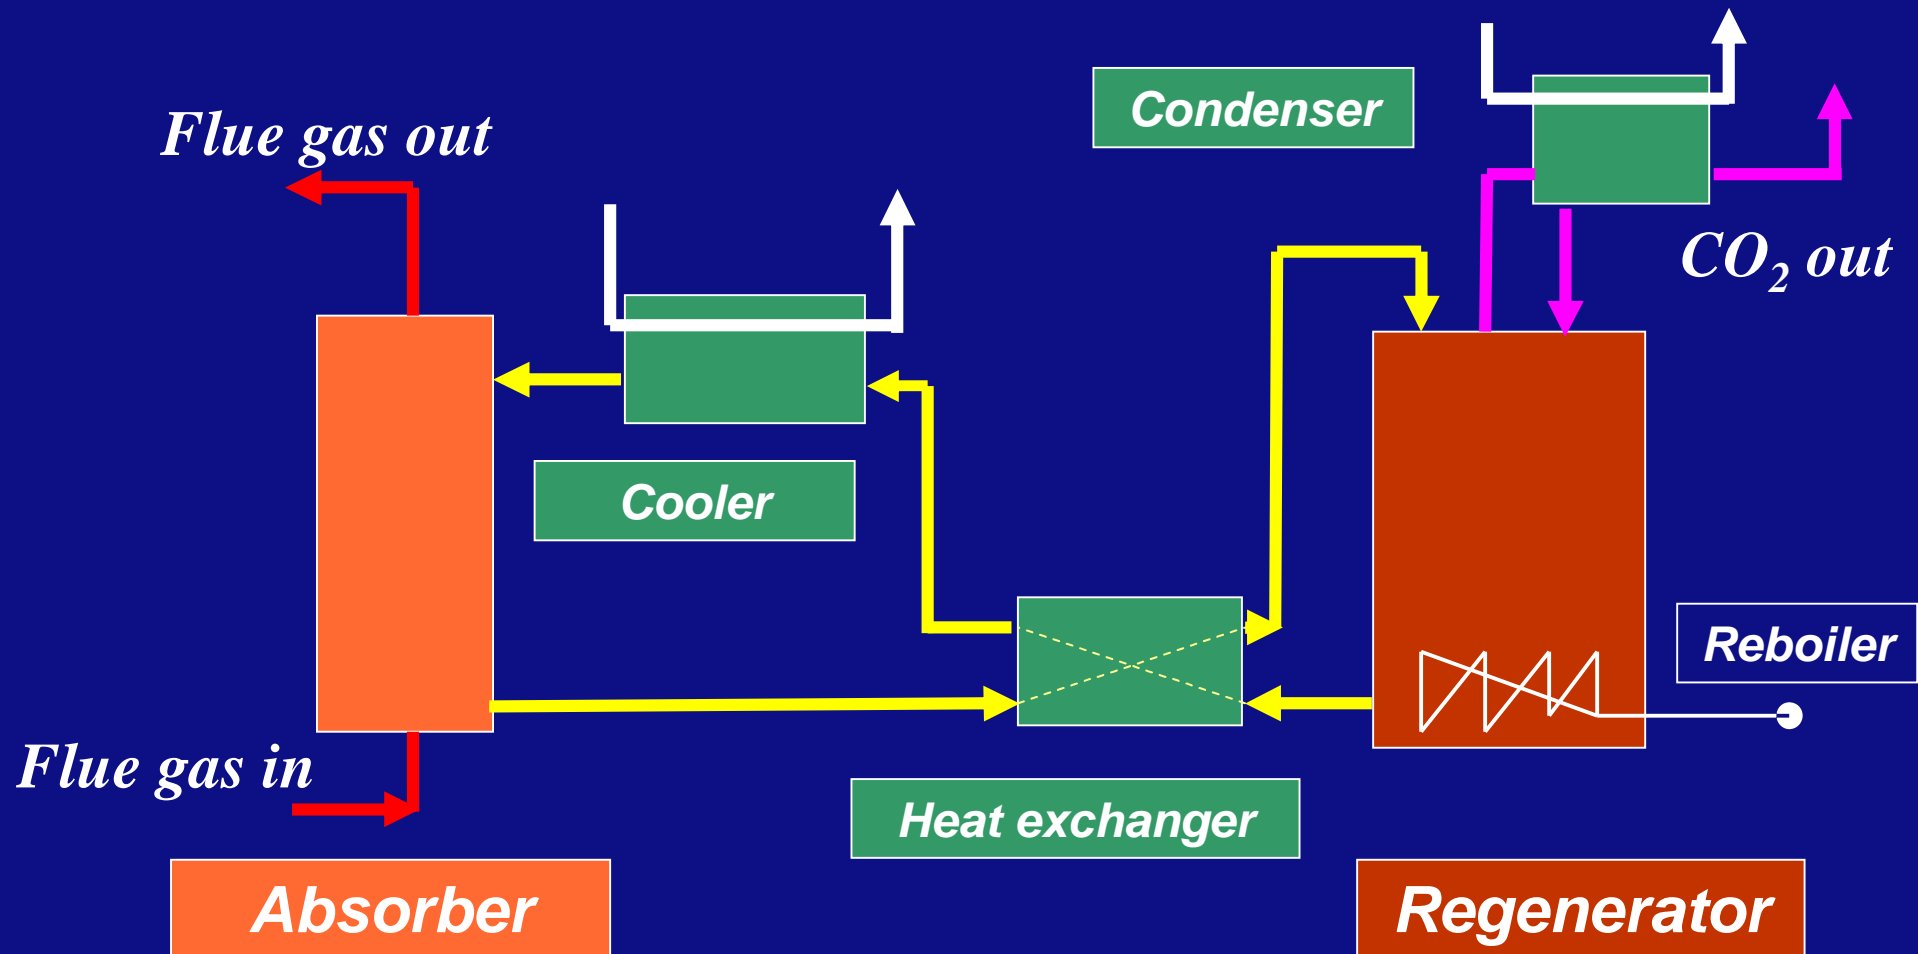 Condenser
Flue gas out
CO₂ out
Cooler
Reboiler
Flue gas in
Heat exchanger
Absorber
Regenerator